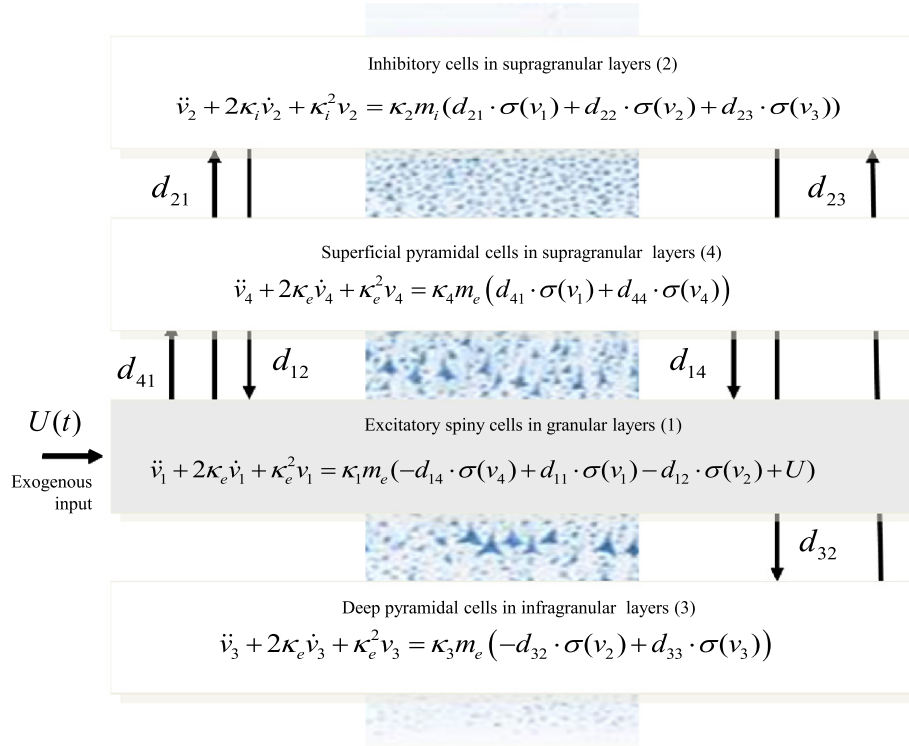 Inhibitory cells in supragranular layers (2)
v̈₂ + 2κᵢv̇₂ + κᵢ²v₂ = κ₂mᵢ(d₂₁ · σ(v₁) + d₂₂ · σ(v₂) + d₂₃ · σ(v₃))
d₂₁
d₂₃
Superficial pyramidal cells in supragranular layers (4)
v̈₄ + 2κₑv̇₄ + κₑ²v₄ = κ₄mₑ(d₄₁ · σ(v₁) + d₄₄ · σ(v₄))
d₄₁
d₁₂
d₁₄
U(t)
Exogenous
input
Excitatory spiny cells in granular layers (1)
v̈₁ + 2κₑv̇₁ + κₑ²v₁ = κ₁mₑ(−d₁₄ · σ(v₄) + d₁₁ · σ(v₁) − d₁₂ · σ(v₂) + U)
d₃₂
Deep pyramidal cells in infragranular layers (3)
v̈₃ + 2κₑv̇₃ + κₑ²v₃ = κ₃mₑ(−d₃₂ · σ(v₂) + d₃₃ · σ(v₃))